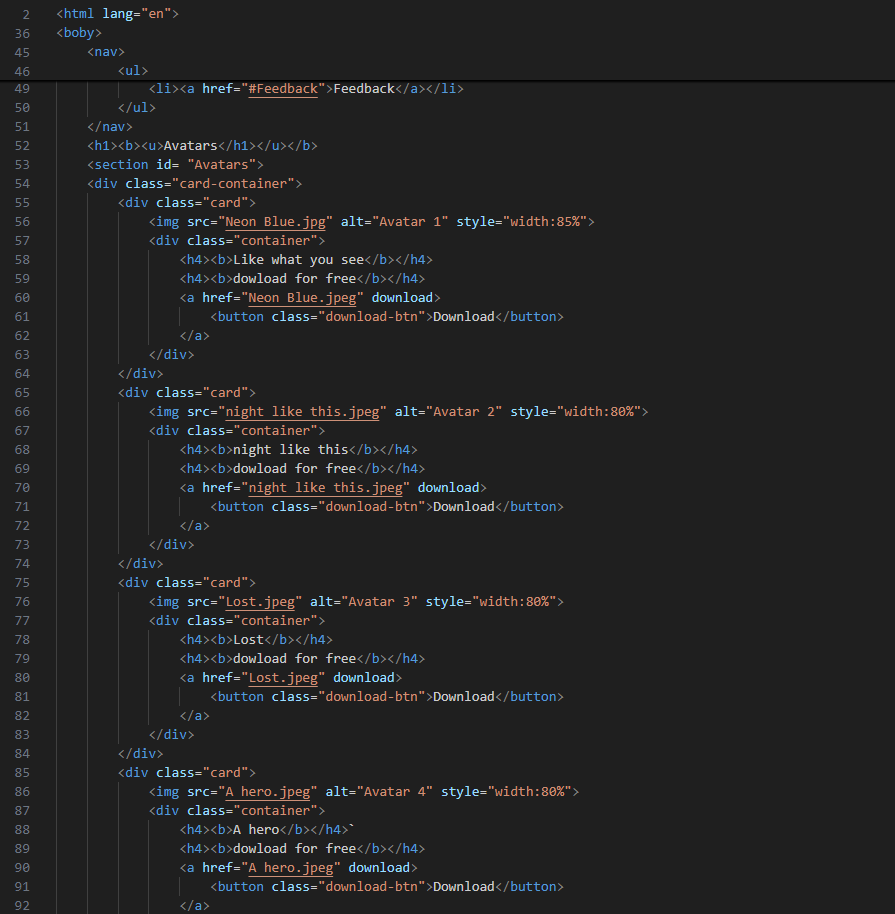 2 <html lang="en">
36 <boby>
45 <nav>
46 <ul>
49 <li><a href="#Feedback">Feedback</a></li>
50 </ul>
51 </nav>
52 <h1><b><u>Avatars</h1></u></b>
53 <section id= "Avatars">
54 <div class="card-container">
55 <div class="card">
56 <img src="Neon Blue.jpg" alt="Avatar 1" style="width:85%">
57 <div class="container">
58 <h4><b>Like what you see</b></h4>
59 <h4><b>dowload for free</b></h4>
60 <a href="Neon Blue.jpeg" download>
61 <button class="download-btn">Download</button>
62 </a>
63 </div>
64 </div>
65 <div class="card">
66 <img src="night like this.jpeg" alt="Avatar 2" style="width:80%">
67 <div class="container">
68 <h4><b>night like this</b></h4>
69 <h4><b>dowload for free</b></h4>
70 <a href="night like this.jpeg" download>
71 <button class="download-btn">Download</button>
72 </a>
73 </div>
74 </div>
75 <div class="card">
76 <img src="Lost.jpeg" alt="Avatar 3" style="width:80%">
77 <div class="container">
78 <h4><b>Lost</b></h4>
79 <h4><b>dowload for free</b></h4>
80 <a href="Lost.jpeg" download>
81 <button class="download-btn">Download</button>
82 </a>
83 </div>
84 </div>
85 <div class="card">
86 <img src="A hero.jpeg" alt="Avatar 4" style="width:80%">
87 <div class="container">
88 <h4><b>A hero</b></h4>`
89 <h4><b>dowload for free</b></h4>
90 <a href="A hero.jpeg" download>
91 <button class="download-btn">Download</button>
92 </a>